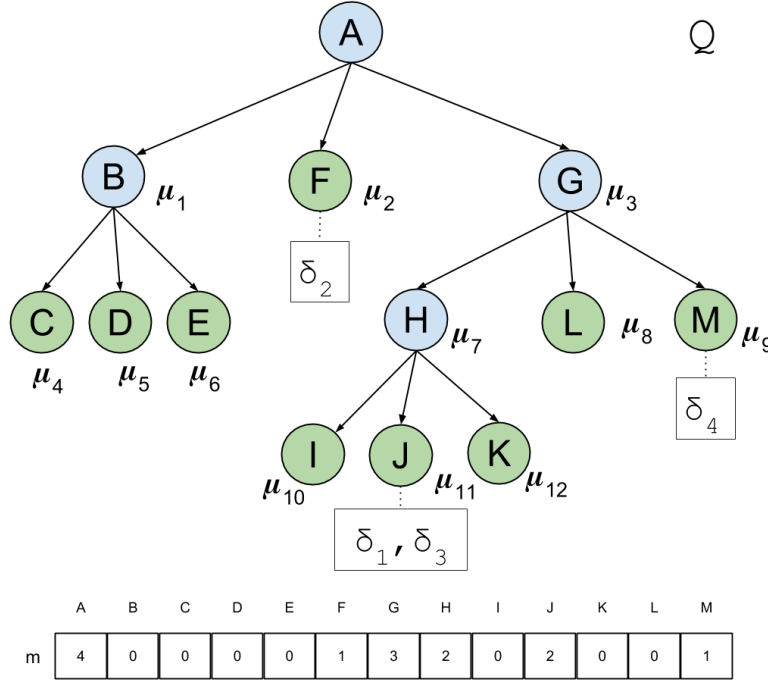 A
Q
B μ1 F μ2 G μ3
δ2
C D E H μ7 L μ8 M μ9
μ4 μ5 μ6
δ4
I J K
μ10 μ11 μ12
δ1, δ3
A B C D E F G H I J K L M
m 4 0 0 0 0 1 3 2 0 2 0 0 1